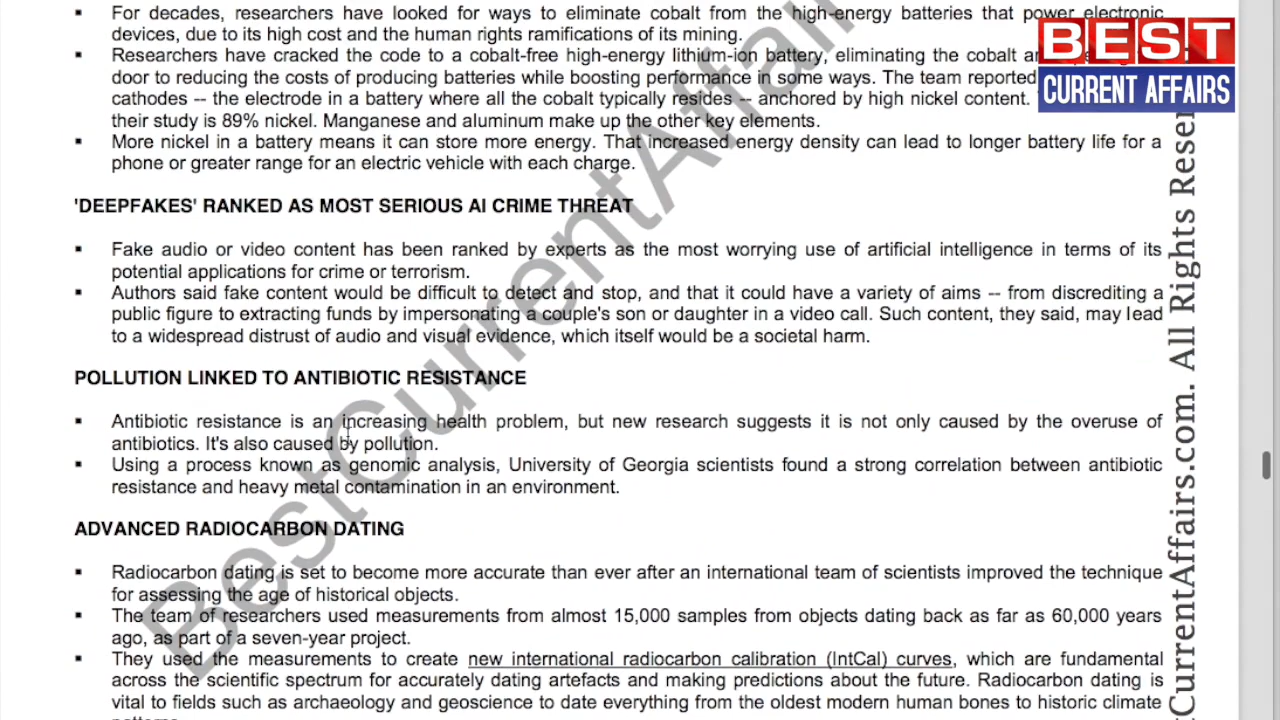 ▪ For decades, researchers have looked for ways to eliminate cobalt from the high-energy batteries that power electronic
devices, due to its high cost and the human rights ramifications of its mining.
▪ Researchers have cracked the code to a cobalt-free high-energy lithium-ion battery, eliminating the cobalt
door to reducing the costs of producing batteries while boosting performance in some ways. The team reported
cathodes -- the electrode in a battery where all the cobalt typically resides -- anchored by high nickel content.
their study is 89% nickel. Manganese and aluminum make up the other key elements.
▪ More nickel in a battery means it can store more energy. That increased energy density can lead to longer battery life for a
phone or greater range for an electric vehicle with each charge.
'DEEPFAKES' RANKED AS MOST SERIOUS AI CRIME THREAT
▪ Fake audio or video content has been ranked by experts as the most worrying use of artificial intelligence in terms of its
potential applications for crime or terrorism.
▪ Authors said fake content would be difficult to detect and stop, and that it could have a variety of aims -- from discrediting a
public figure to extracting funds by impersonating a couple's son or daughter in a video call. Such content, they said, may lead
to a widespread distrust of audio and visual evidence, which itself would be a societal harm.
POLLUTION LINKED TO ANTIBIOTIC RESISTANCE
▪ Antibiotic resistance is an increasing health problem, but new research suggests it is not only caused by the overuse of
antibiotics. It's also caused by pollution.
▪ Using a process known as genomic analysis, University of Georgia scientists found a strong correlation between antibiotic
resistance and heavy metal contamination in an environment.
ADVANCED RADIOCARBON DATING
▪ Radiocarbon dating is set to become more accurate than ever after an international team of scientists improved the technique
for assessing the age of historical objects.
▪ The team of researchers used measurements from almost 15,000 samples from objects dating back as far as 60,000 years
ago, as part of a seven-year project.
▪ They used the measurements to create new international radiocarbon calibration (IntCal) curves, which are fundamental
across the scientific spectrum for accurately dating artefacts and making predictions about the future. Radiocarbon dating is
vital to fields such as archaeology and geoscience to date everything from the oldest modern human bones to historic climate
BEST
CURRENT AFFAIRS
BestCurrentAffair
tCurrentAffairs.com. All Rights Reser